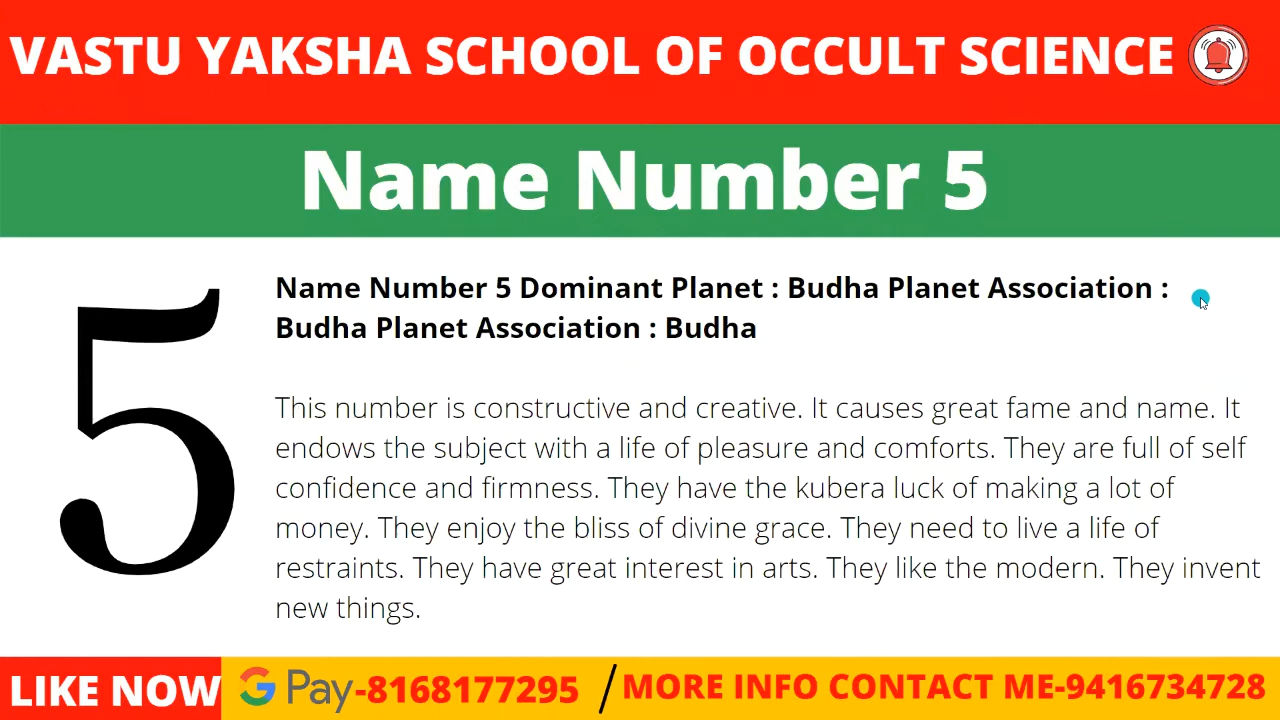 VASTU YAKSHA SCHOOL OF OCCULT SCIENCE
Name Number 5
5
Name Number 5 Dominant Planet : Budha Planet Association :
Budha Planet Association : Budha
This number is constructive and creative. It causes great fame and name. It
endows the subject with a life of pleasure and comforts. They are full of self
confidence and firmness. They have the kubera luck of making a lot of
money. They enjoy the bliss of divine grace. They need to live a life of
restraints. They have great interest in arts. They like the modern. They invent
new things.
LIKE NOW G Pay-8168177295 / MORE INFO CONTACT ME-9416734728